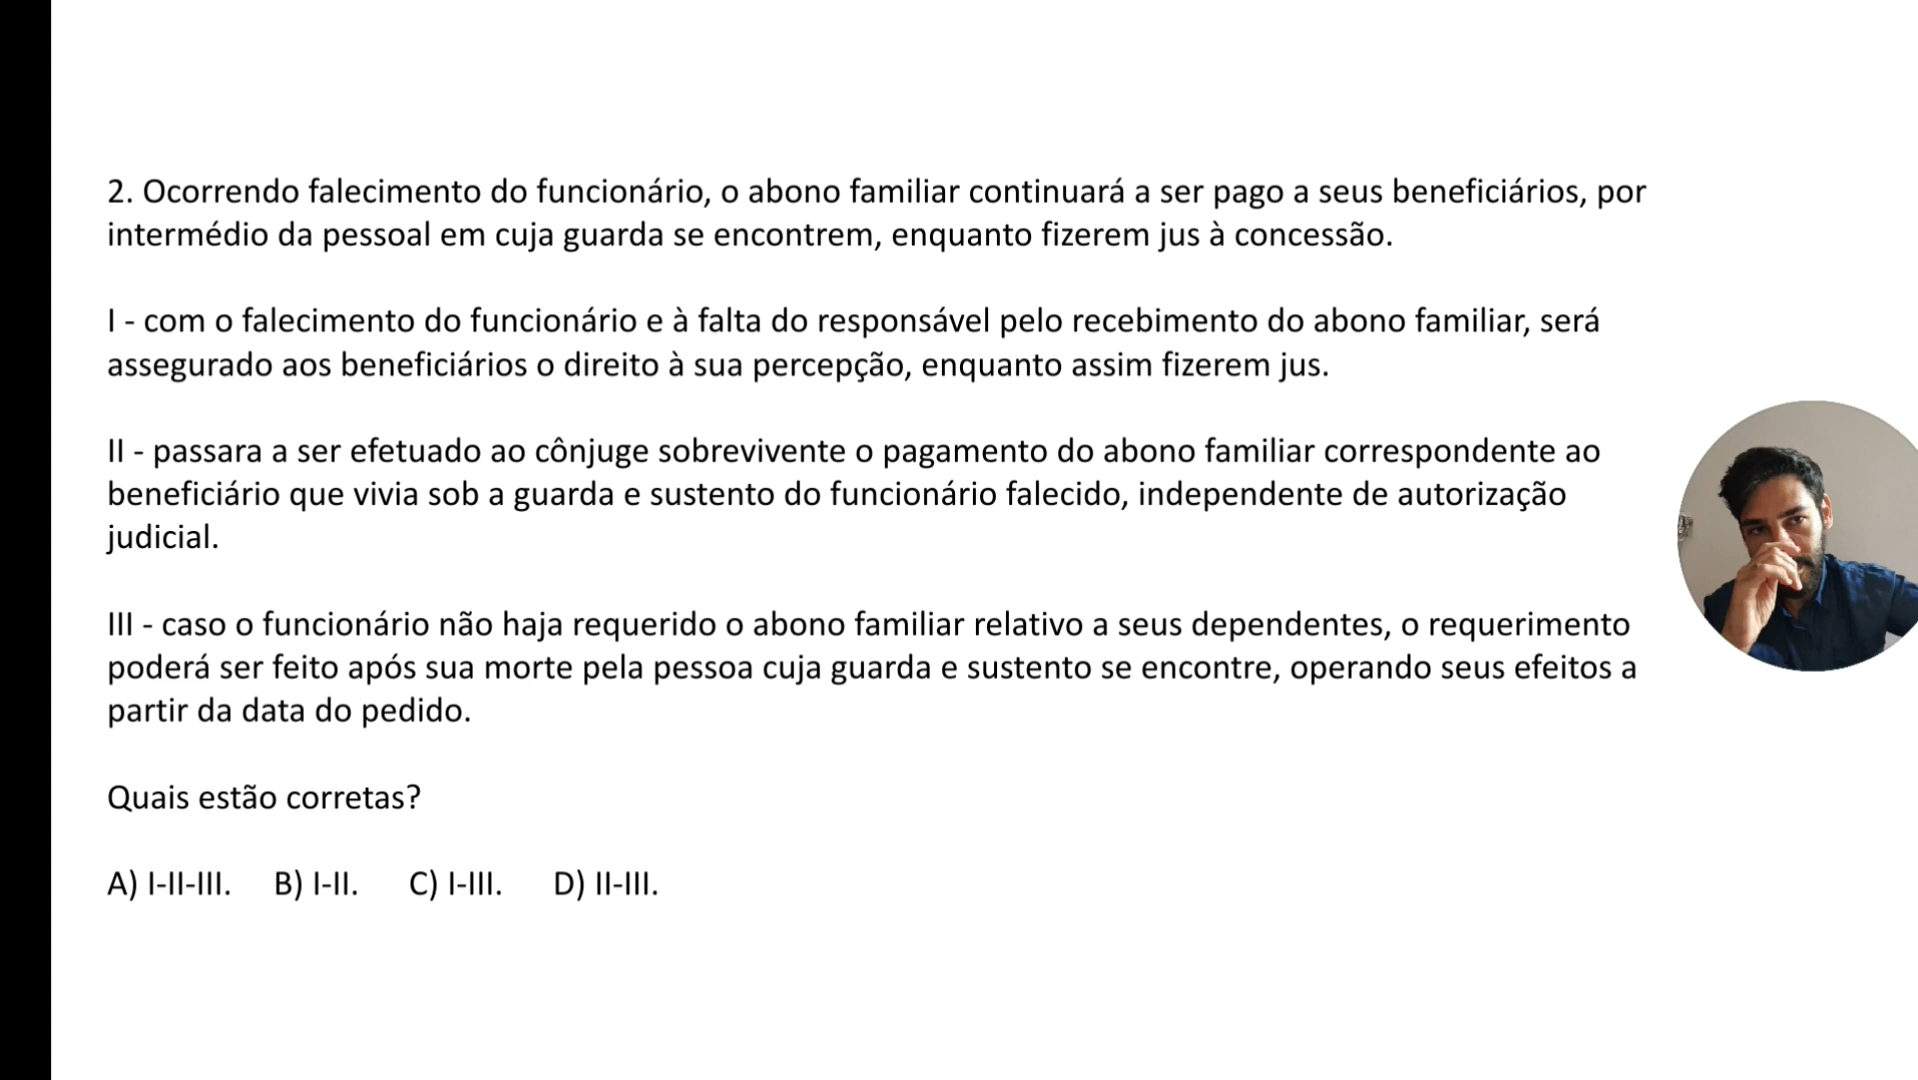 2. Ocorrendo falecimento do funcionário, o abono familiar continuará a ser pago a seus beneficiários, por
intermédio da pessoal em cuja guarda se encontrem, enquanto fizerem jus à concessão.
I - com o falecimento do funcionário e à falta do responsável pelo recebimento do abono familiar, será
assegurado aos beneficiários o direito à sua percepção, enquanto assim fizerem jus.
II - passara a ser efetuado ao cônjuge sobrevivente o pagamento do abono familiar correspondente ao
beneficiário que vivia sob a guarda e sustento do funcionário falecido, independente de autorização
judicial.
III - caso o funcionário não haja requerido o abono familiar relativo a seus dependentes, o requerimento
poderá ser feito após sua morte pela pessoa cuja guarda e sustento se encontre, operando seus efeitos a
partir da data do pedido.
Quais estão corretas?
A) I-II-III. B) I-II. C) I-III. D) II-III.